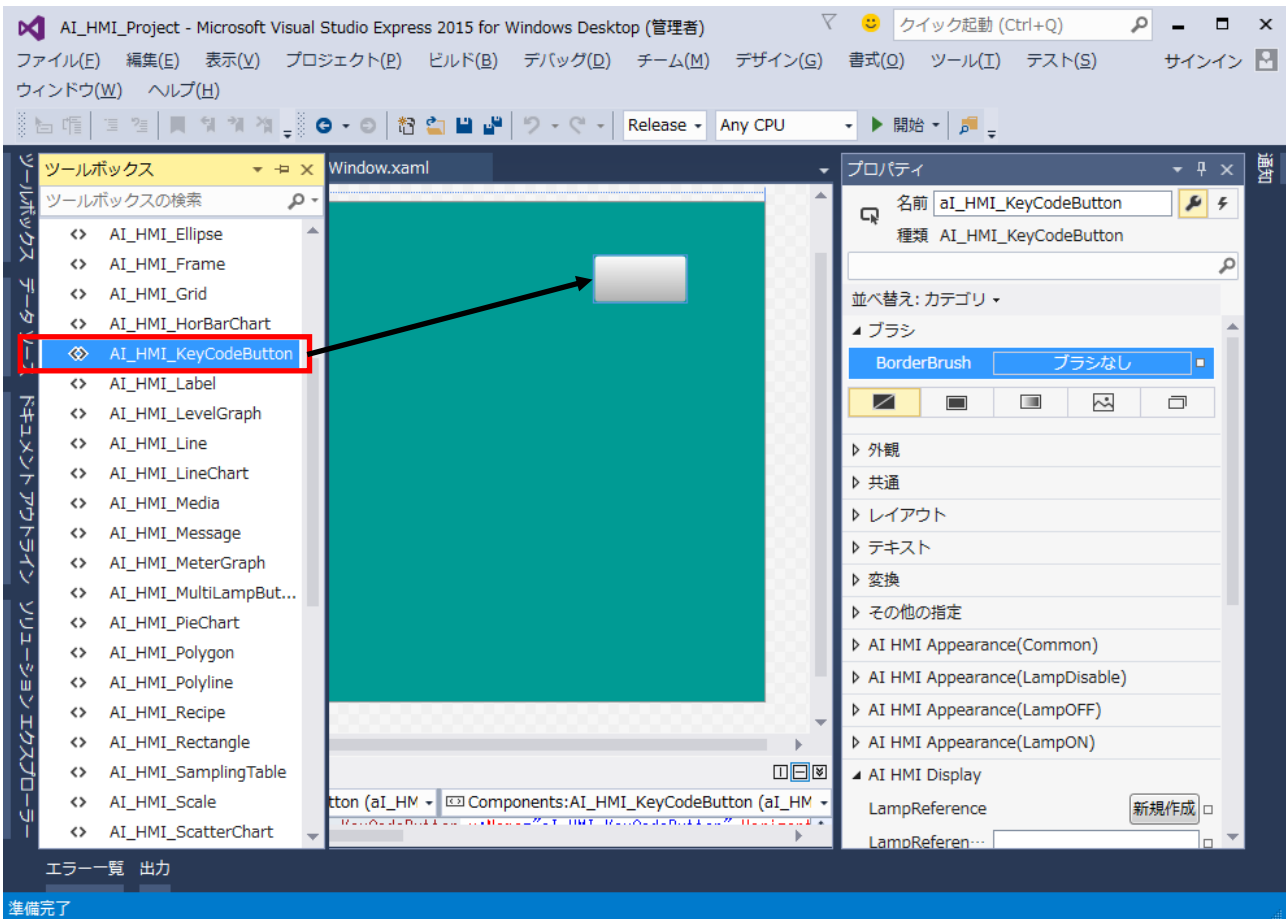 AI_HMI_Project - Microsoft Visual Studio Express 2015 for Windows Desktop (管理者)
クイック起動 (Ctrl+Q)
ファイル(F) 編集(E) 表示(V) プロジェクト(P) ビルド(B) デバッグ(D) チーム(M) デザイン(G) 書式(O) ツール(T) テスト(S) サインイン
ウィンドウ(W) ヘルプ(H)
Release Any CPU 開始
ツールボックス
データ ソース
ドキュメント アウトライン
ソリューション エクスプローラー
ツールボックス
ツールボックスの検索
AI_HMI_Ellipse
AI_HMI_Frame
AI_HMI_Grid
AI_HMI_HorBarChart
AI_HMI_KeyCodeButton
AI_HMI_Label
AI_HMI_LevelGraph
AI_HMI_Line
AI_HMI_LineChart
AI_HMI_Media
AI_HMI_Message
AI_HMI_MeterGraph
AI_HMI_MultiLampBut...
AI_HMI_PieChart
AI_HMI_Polygon
AI_HMI_Polyline
AI_HMI_Recipe
AI_HMI_Rectangle
AI_HMI_SamplingTable
AI_HMI_Scale
AI_HMI_ScatterChart
Window.xaml
tton (aI_HM Components:AI_HMI_KeyCodeButton (aI_HM
プロパティ
名前 aI_HMI_KeyCodeButton
種類 AI_HMI_KeyCodeButton
並べ替え: カテゴリ
ブラシ
BorderBrush ブラシなし
外観
共通
レイアウト
テキスト
変換
その他の指定
AI HMI Appearance(Common)
AI HMI Appearance(LampDisable)
AI HMI Appearance(LampOFF)
AI HMI Appearance(LampON)
AI HMI Display
LampReference 新規作成
LampReferen…
通知
エラー一覧 出力
準備完了